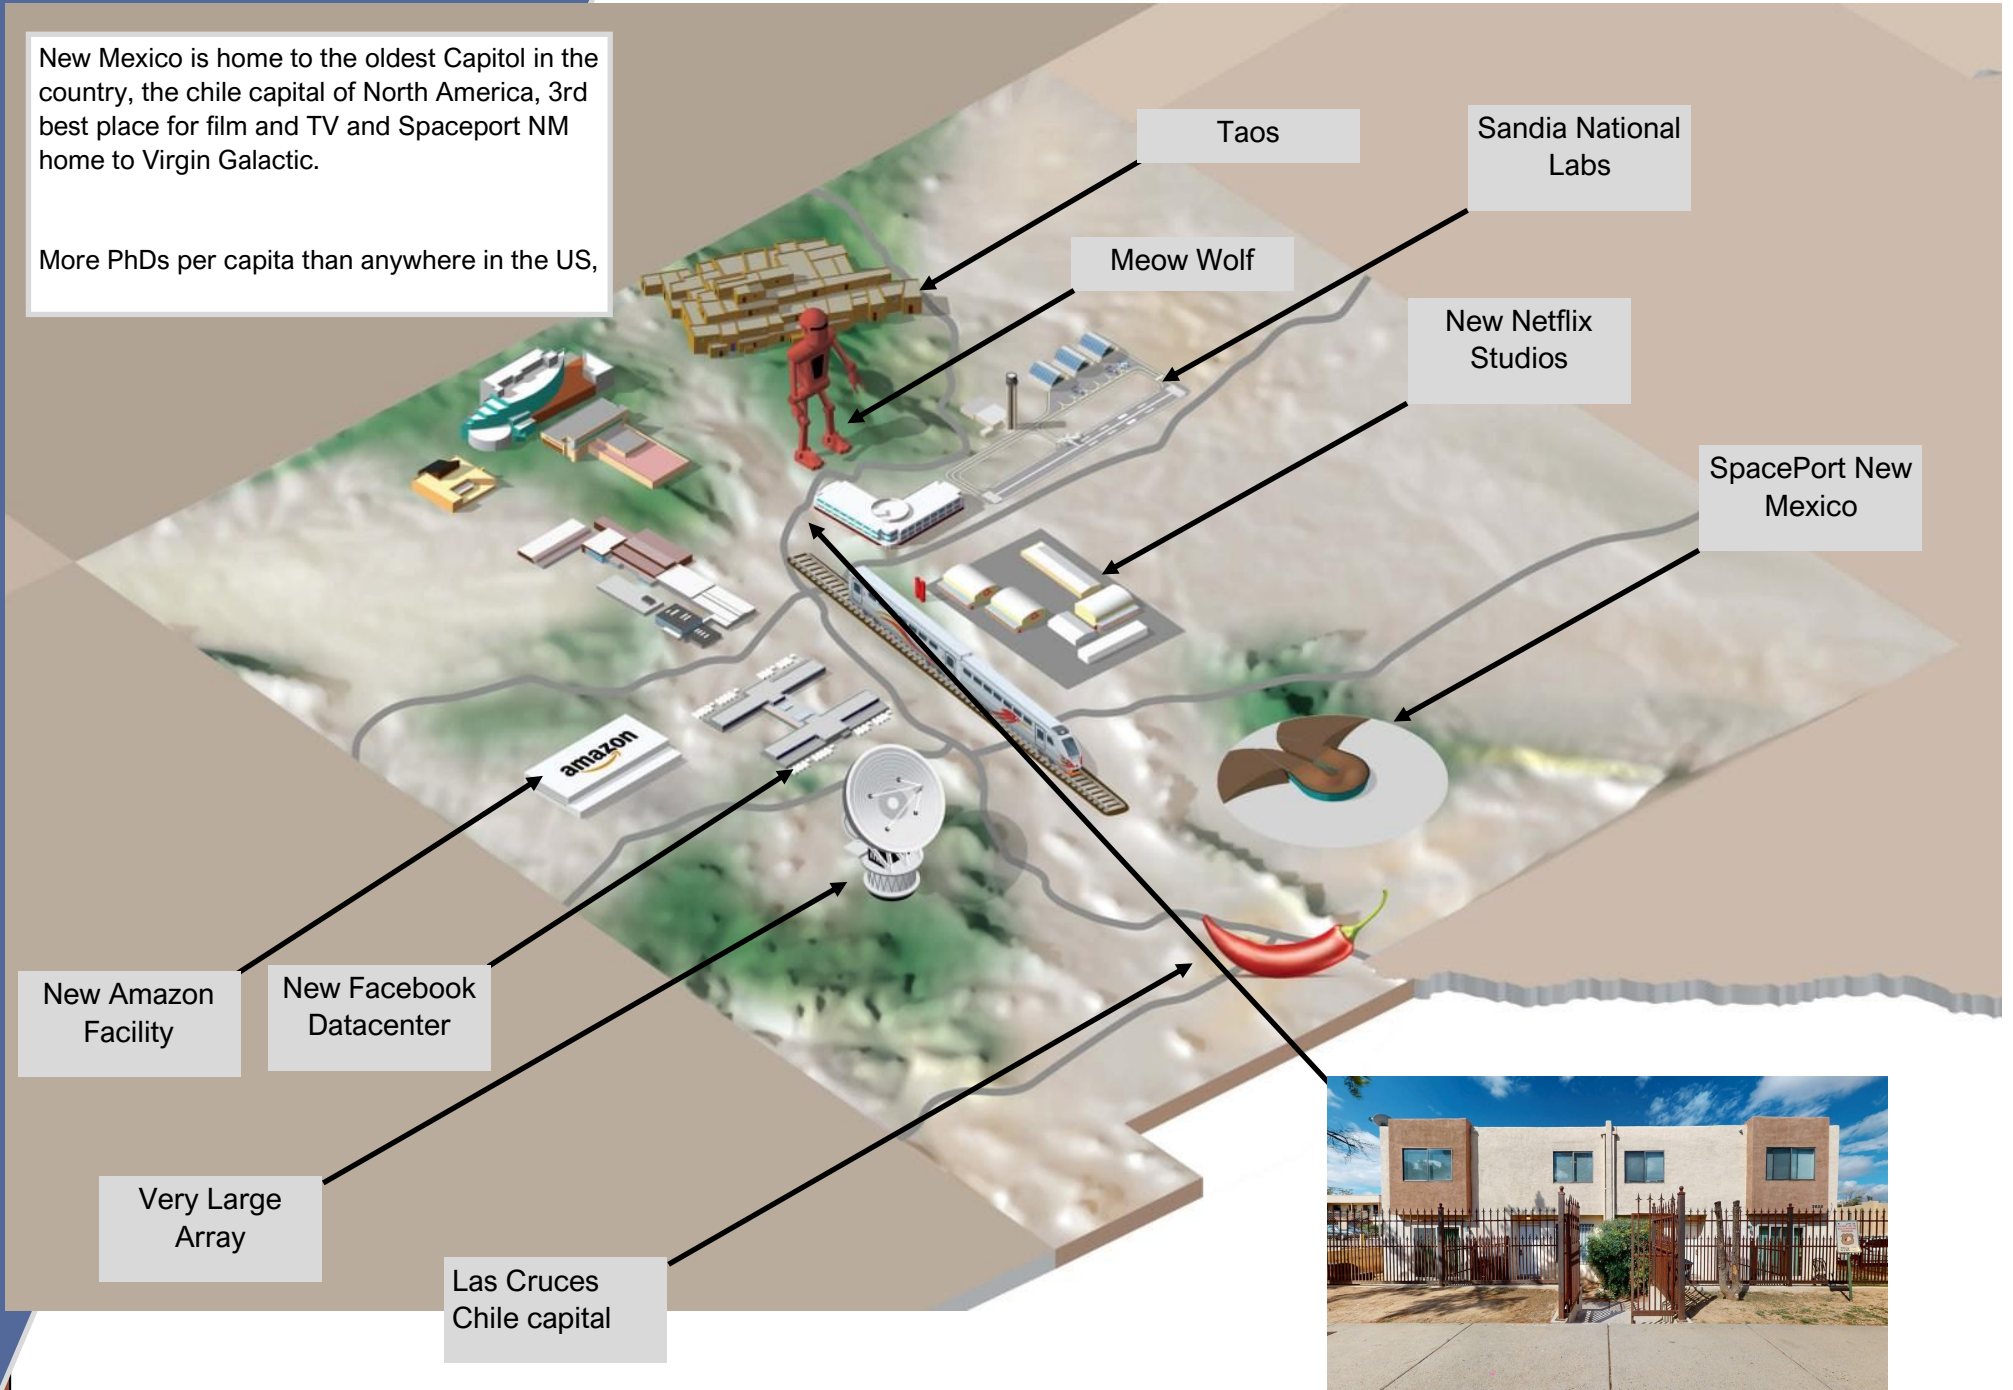 New Mexico is home to the oldest Capitol in the
country, the chile capital of North America, 3rd
best place for film and TV and Spaceport NM
home to Virgin Galactic.
More PhDs per capita than anywhere in the US,
Taos
Sandia National
Labs
Meow Wolf
New Netflix
Studios
SpacePort New
Mexico
amazon
New Amazon
Facility
New Facebook
Datacenter
Very Large
Array
Las Cruces
Chile capital